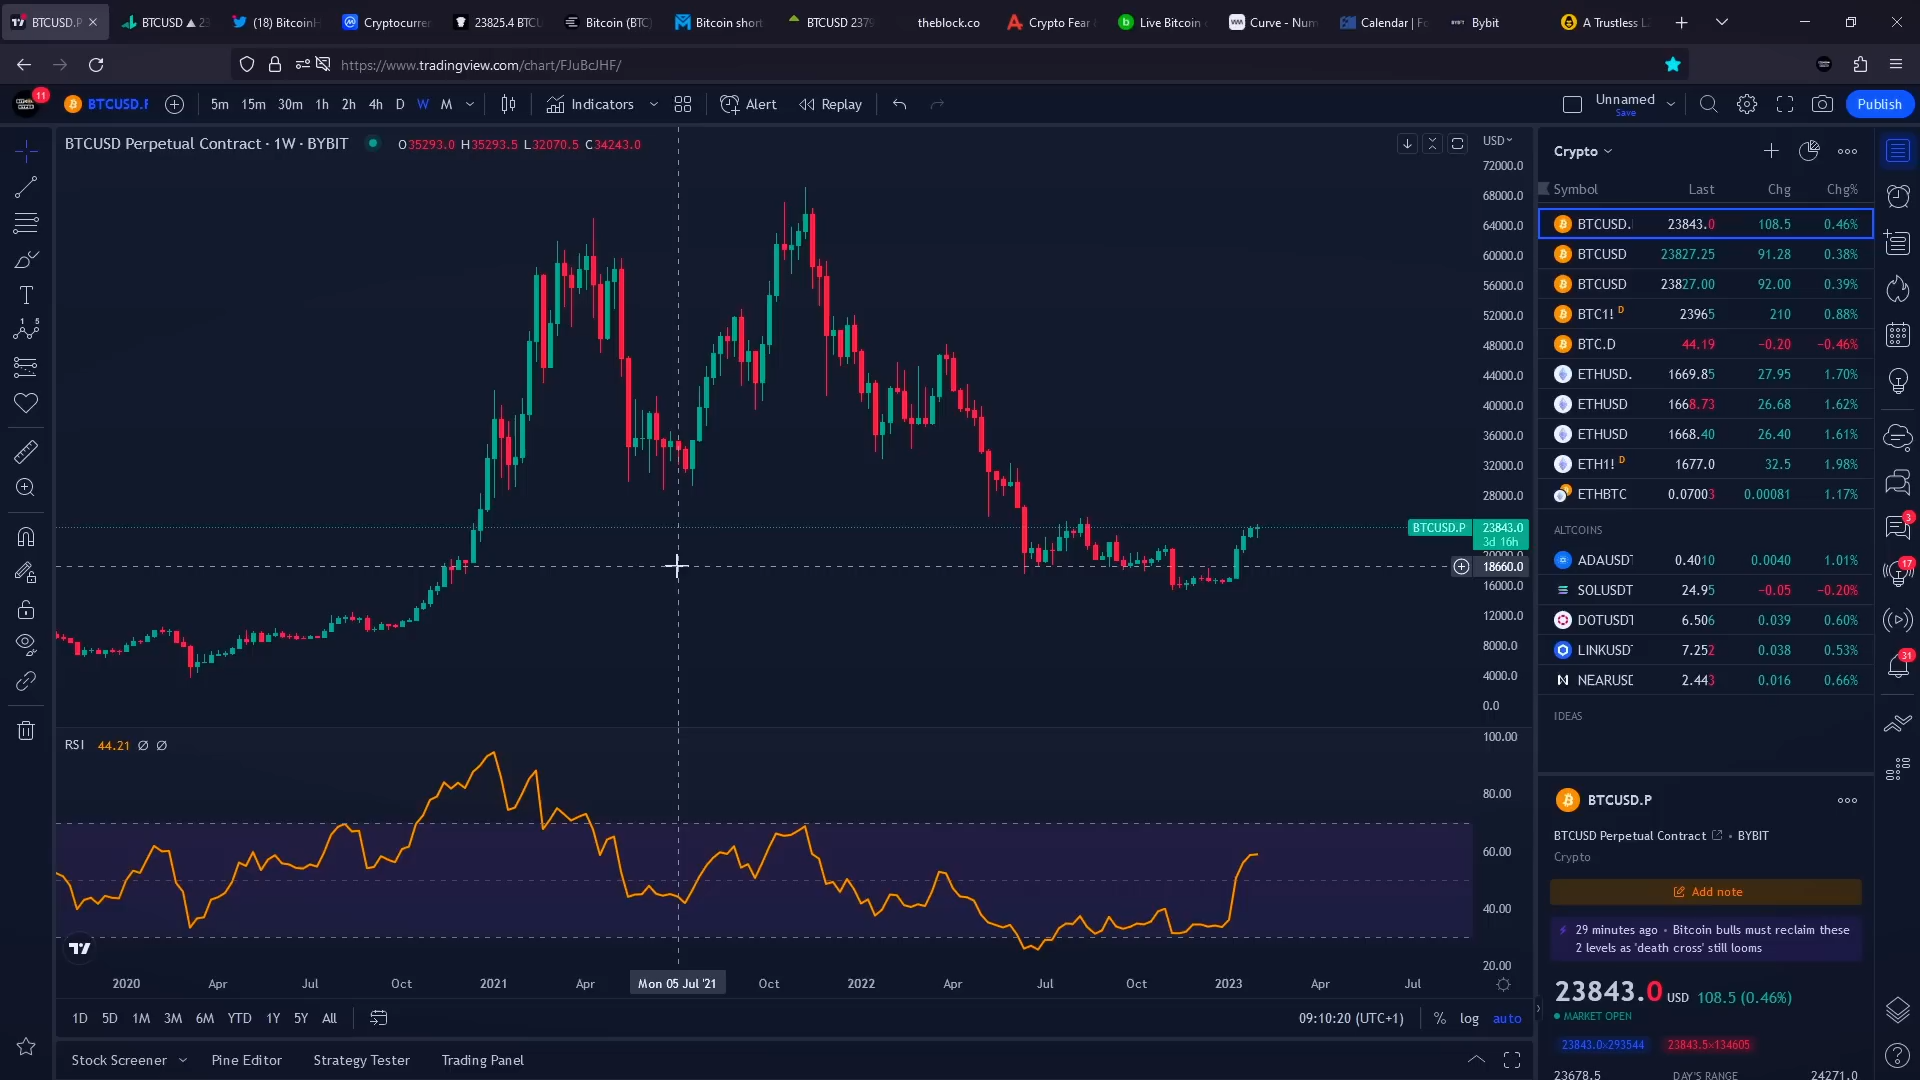 BTCUSD.P
BTCUSD ▲ 23
(18) Bitcoin
Cryptocurrer
23825.4 BTCU
Bitcoin (BTC)
Bitcoin short
BTCUSD 2379
theblock.co
Crypto Fear
Live Bitcoin
Curve - Num
Calendar | Fo
Bybit
A Trustless L
https://www.tradingview.com/chart/FJuBcJHF/
11
BTCUSD.F
5m 15m 30m 1h 2h 4h D W M
Indicators
Alert
Replay
Unnamed
Save
Publish
BTCUSD Perpetual Contract · 1W · BYBIT
O35293.0 H35293.5 L32070.5 C34243.0
USD
72000.0
68000.0
64000.0
60000.0
56000.0
52000.0
48000.0
44000.0
40000.0
36000.0
32000.0
28000.0
BTCUSD.P 23843.0
3d 16h
20000.0
18660.0
16000.0
12000.0
8000.0
4000.0
0.0
RSI 44.21 Ø Ø
100.00
80.00
60.00
40.00
20.00
2020 Apr Jul Oct 2021 Apr Mon 05 Jul '21 Oct 2022 Apr Jul Oct 2023 Apr Jul
1D 5D 1M 3M 6M YTD 1Y 5Y All
09:10:20 (UTC+1) % log auto
Stock Screener Pine Editor Strategy Tester Trading Panel
Crypto
Symbol Last Chg Chg%
BTCUSD. 23843.0 108.5 0.46%
BTCUSD 23827.25 91.28 0.38%
BTCUSD 23827.00 92.00 0.39%
BTC1! D 23965 210 0.88%
BTC.D 44.19 −0.20 −0.46%
ETHUSD. 1669.85 27.95 1.70%
ETHUSD 1668.73 26.68 1.62%
ETHUSD 1668.40 26.40 1.61%
ETH1! D 1677.0 32.5 1.98%
ETHBTC 0.07003 0.00081 1.17%
ALTCOINS
ADAUSDT 0.4010 0.0040 1.01%
SOLUSDT 24.95 −0.05 −0.20%
DOTUSDT 6.506 0.039 0.60%
LINKUSDT 7.252 0.038 0.53%
NEARUSD 2.443 0.016 0.66%
IDEAS
BTCUSD.P
BTCUSD Perpetual Contract • BYBIT
Crypto
Add note
29 minutes ago • Bitcoin bulls must reclaim these
2 levels as 'death cross' still looms
23843.0 USD 108.5 (0.46%)
MARKET OPEN
23843.0×293544 23843.5×134605
23678.5 DAY'S RANGE 24271.0
3
17
31